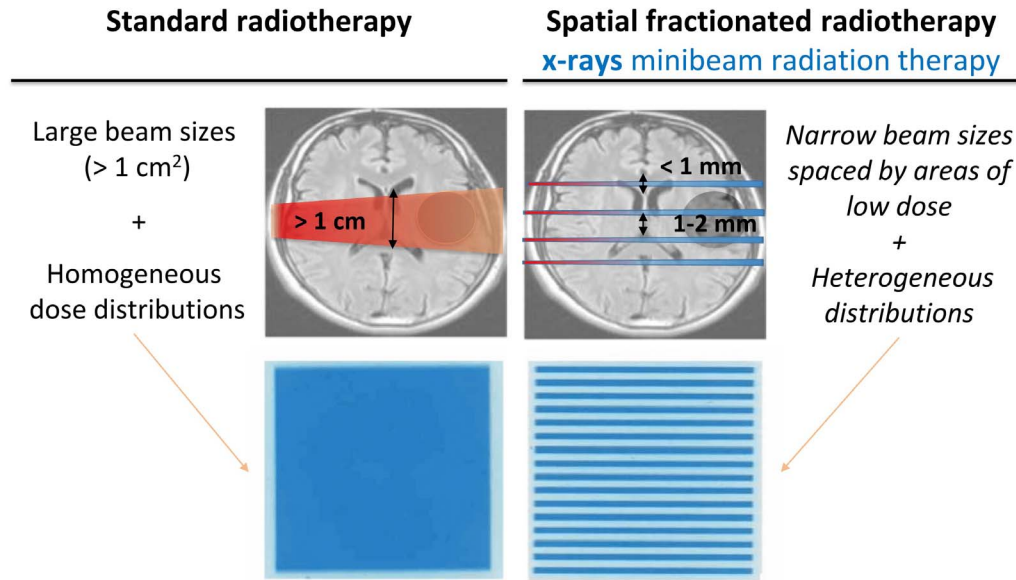 Standard radiotherapy
Spatial fractionated radiotherapy
x-rays minibeam radiation therapy
Large beam sizes
(> 1 cm²)
+
Homogeneous
dose distributions
> 1 cm
< 1 mm
1-2 mm
Narrow beam sizes
spaced by areas of
low dose
+
Heterogeneous
distributions